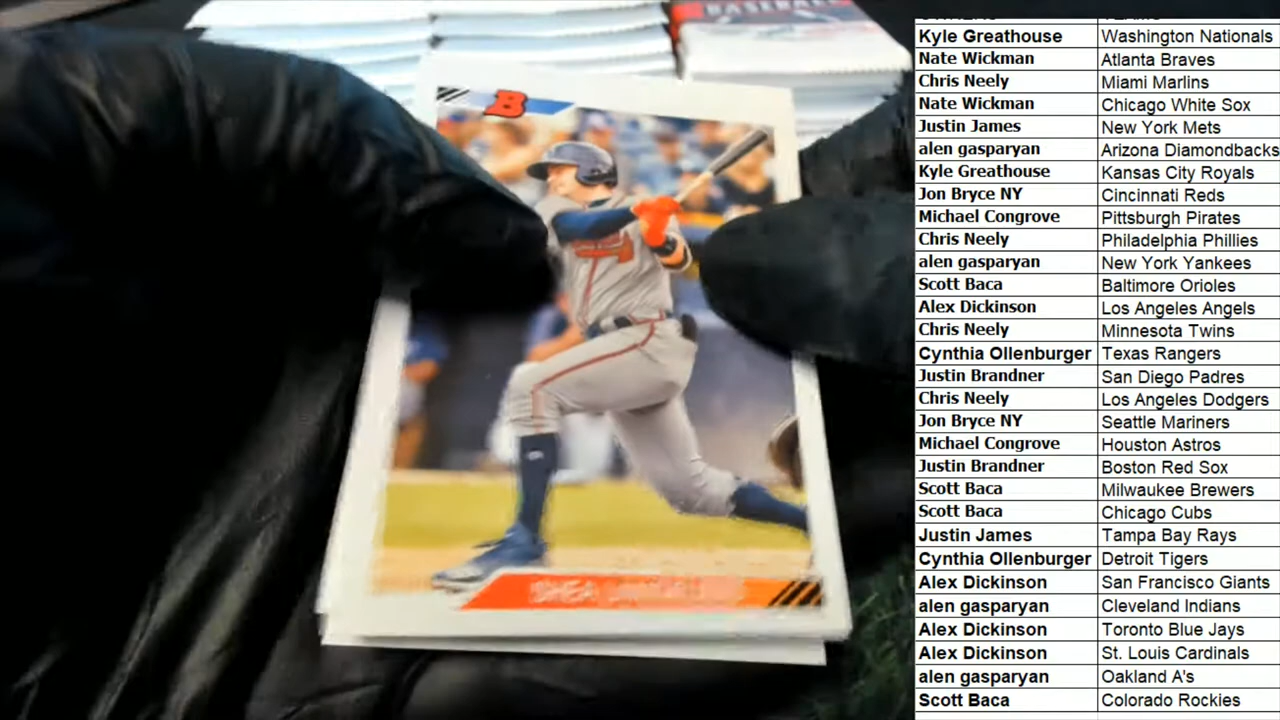 BASEBALL
B
SHEA
Kyle Greathouse Washington Nationals
Nate Wickman Atlanta Braves
Chris Neely Miami Marlins
Nate Wickman Chicago White Sox
Justin James New York Mets
alen gasparyan Arizona Diamondbacks
Kyle Greathouse Kansas City Royals
Jon Bryce NY Cincinnati Reds
Michael Congrove Pittsburgh Pirates
Chris Neely Philadelphia Phillies
alen gasparyan New York Yankees
Scott Baca Baltimore Orioles
Alex Dickinson Los Angeles Angels
Chris Neely Minnesota Twins
Cynthia Ollenburger Texas Rangers
Justin Brandner San Diego Padres
Chris Neely Los Angeles Dodgers
Jon Bryce NY Seattle Mariners
Michael Congrove Houston Astros
Justin Brandner Boston Red Sox
Scott Baca Milwaukee Brewers
Scott Baca Chicago Cubs
Justin James Tampa Bay Rays
Cynthia Ollenburger Detroit Tigers
Alex Dickinson San Francisco Giants
alen gasparyan Cleveland Indians
Alex Dickinson Toronto Blue Jays
Alex Dickinson St. Louis Cardinals
alen gasparyan Oakland A's
Scott Baca Colorado Rockies